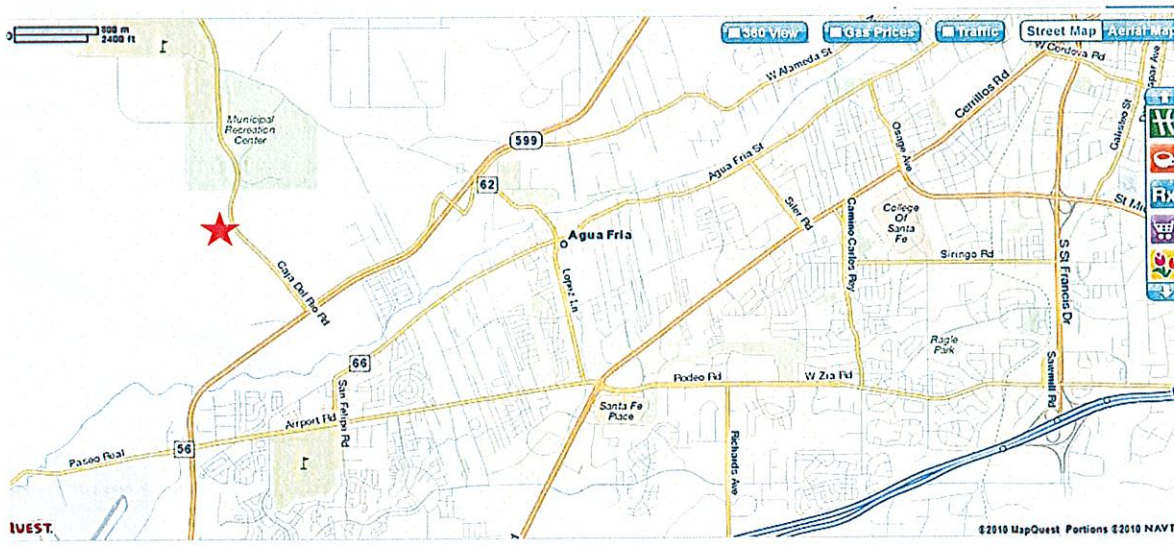 800 m
2400 ft
360 View
Gas Prices
Traffic
Street Map
Aerial Map
W Cordova Rd
W Alameda St
Cerrillos Rd
Galisteo St
Municipal
Recreation
Center
599
Osage Ave
Agua Fria St
62
Rx
Siler Rd
Camino Carlos Rey
College
Of
Santa
Fe
St Mic
Agua Fria
Siringo Rd
S St Francis Dr
Caja Del Rio Rd
Lopez Ln
Ragle
Park
66
San Felipe Rd
Rodeo Rd
W Zia Rd
Sawmill Rd
Santa Fe
Place
Airport Rd
56
Paseo Real
Richards Ave
QUEST.
©2010 MapQuest Portions ©2010 NAVT